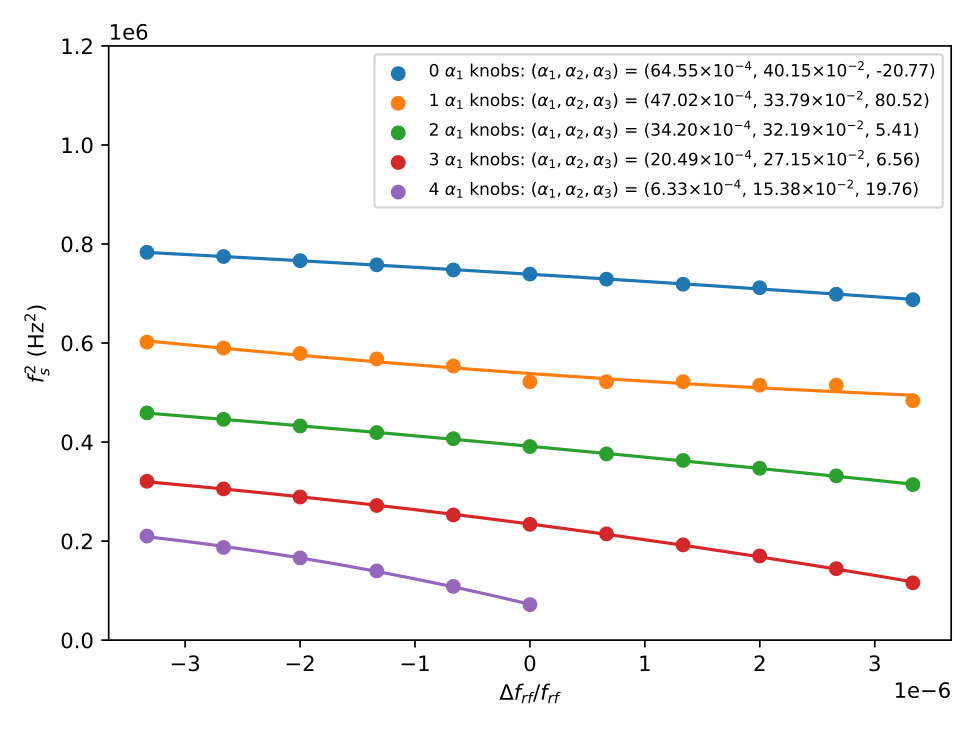 1e6
1.2
1.0
0.8
0.6
0.4
0.2
0.0
f_s^2 (Hz^2)
0 α₁ knobs: (α₁, α₂, α₃) = (64.55×10⁻⁴, 40.15×10⁻², -20.77)
1 α₁ knobs: (α₁, α₂, α₃) = (47.02×10⁻⁴, 33.79×10⁻², 80.52)
2 α₁ knobs: (α₁, α₂, α₃) = (34.20×10⁻⁴, 32.19×10⁻², 5.41)
3 α₁ knobs: (α₁, α₂, α₃) = (20.49×10⁻⁴, 27.15×10⁻², 6.56)
4 α₁ knobs: (α₁, α₂, α₃) = (6.33×10⁻⁴, 15.38×10⁻², 19.76)
−3 −2 −1 0 1 2 3
1e−6
Δf_{rf}/f_{rf}